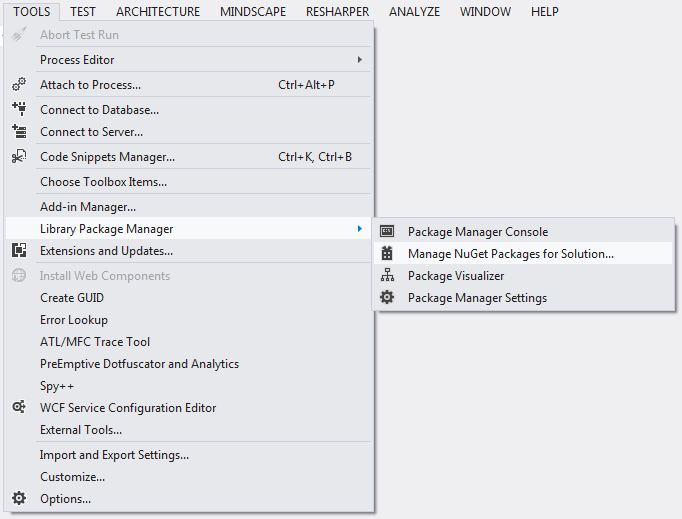 TOOLS TEST ARCHITECTURE MINDSCAPE RESHARPER ANALYZE WINDOW HELP
Abort Test Run
Process Editor
Attach to Process... Ctrl+Alt+P
Connect to Database...
Connect to Server...
Code Snippets Manager... Ctrl+K, Ctrl+B
Choose Toolbox Items...
Add-in Manager...
Library Package Manager
Package Manager Console
Manage NuGet Packages for Solution...
Package Visualizer
Package Manager Settings
Extensions and Updates...
Install Web Components
Create GUID
Error Lookup
ATL/MFC Trace Tool
PreEmptive Dotfuscator and Analytics
Spy++
WCF Service Configuration Editor
External Tools...
Import and Export Settings...
Customize...
Options...